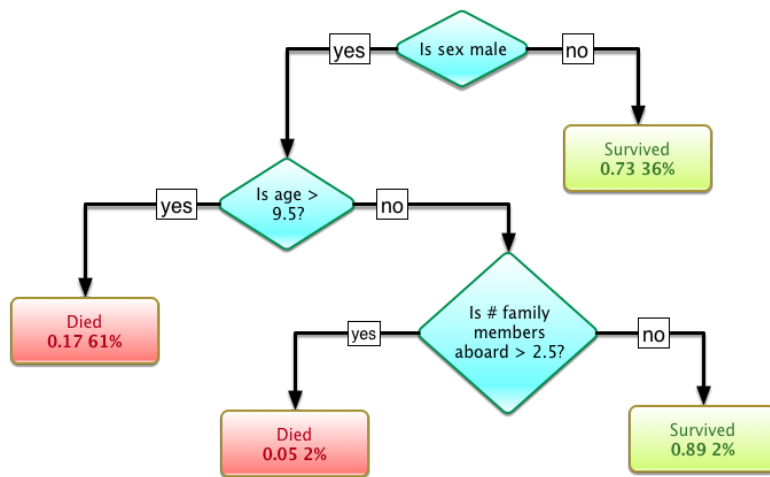 Is sex male
yes
no
Survived
0.73 36%
Is age >
9.5?
yes
no
Died
0.17 61%
Is # family
members
aboard > 2.5?
yes
no
Died
0.05 2%
Survived
0.89 2%